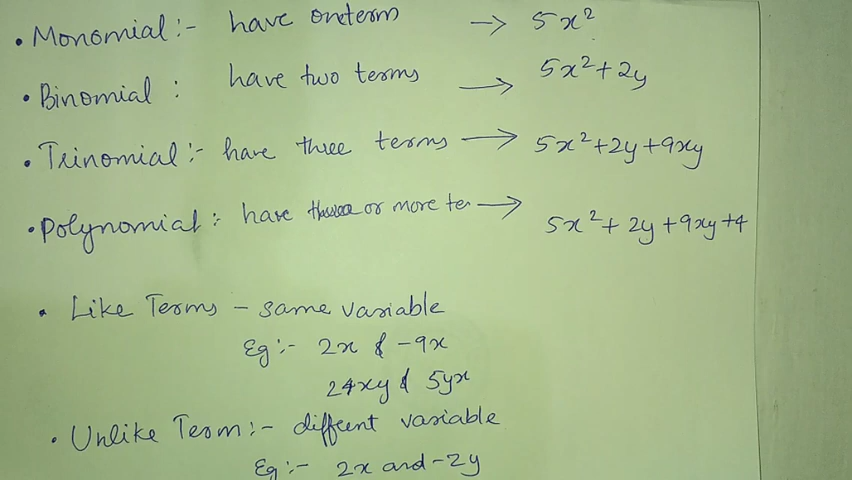 • Monomial:- have one term → 5x²
• Binomial: have two terms → 5x²+2y
• Trinomial:- have three terms → 5x²+2y+9xy
• Polynomial:- have or more te → 5x²+2y+9xy+4
• Like Terms - same variable
Eg:- 2x & -9x
24xy & 5yx
• Unlike Term:- diffeent variable
Eg:- 2x and -2y